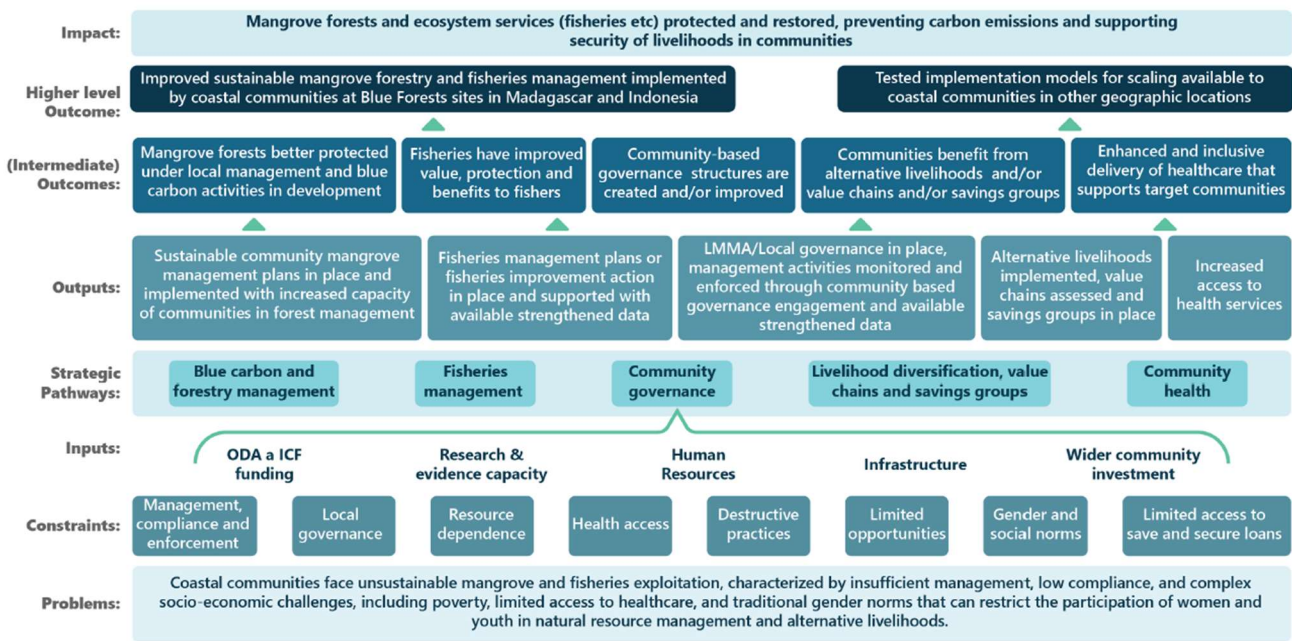 Impact:
Mangrove forests and ecosystem services (fisheries etc) protected and restored, preventing carbon emissions and supporting
security of livelihoods in communities
Higher level
Outcome:
Improved sustainable mangrove forestry and fisheries management implemented
by coastal communities at Blue Forests sites in Madagascar and Indonesia
Tested implementation models for scaling available to
coastal communities in other geographic locations
(Intermediate)
Outcomes:
Mangrove forests better protected
under local management and blue
carbon activities in development
Fisheries have improved
value, protection and
benefits to fishers
Community-based
governance structures are
created and/or improved
Communities benefit from
alternative livelihoods and/or
value chains and/or savings groups
Enhanced and inclusive
delivery of healthcare that
supports target communities
Outputs:
Sustainable community mangrove
management plans in place and
implemented with increased capacity
of communities in forest management
Fisheries management plans or
fisheries improvement action
in place and supported with
available strengthened data
LMMA/Local governance in place,
management activities monitored and
enforced through community based
governance engagement and available
strengthened data
Alternative livelihoods
implemented, value
chains assessed and
savings groups in place
Increased
access to
health services
Strategic
Pathways:
Blue carbon and
forestry management
Fisheries
management
Community
governance
Livelihood diversification, value
chains and savings groups
Community
health
Inputs:
ODA a ICF
funding
Research &
evidence capacity
Human
Resources
Infrastructure
Wider community
investment
Constraints:
Management,
compliance and
enforcement
Local
governance
Resource
dependence
Health access
Destructive
practices
Limited
opportunities
Gender and
social norms
Limited access to
save and secure loans
Problems:
Coastal communities face unsustainable mangrove and fisheries exploitation, characterized by insufficient management, low compliance, and complex
socio-economic challenges, including poverty, limited access to healthcare, and traditional gender norms that can restrict the participation of women and
youth in natural resource management and alternative livelihoods.